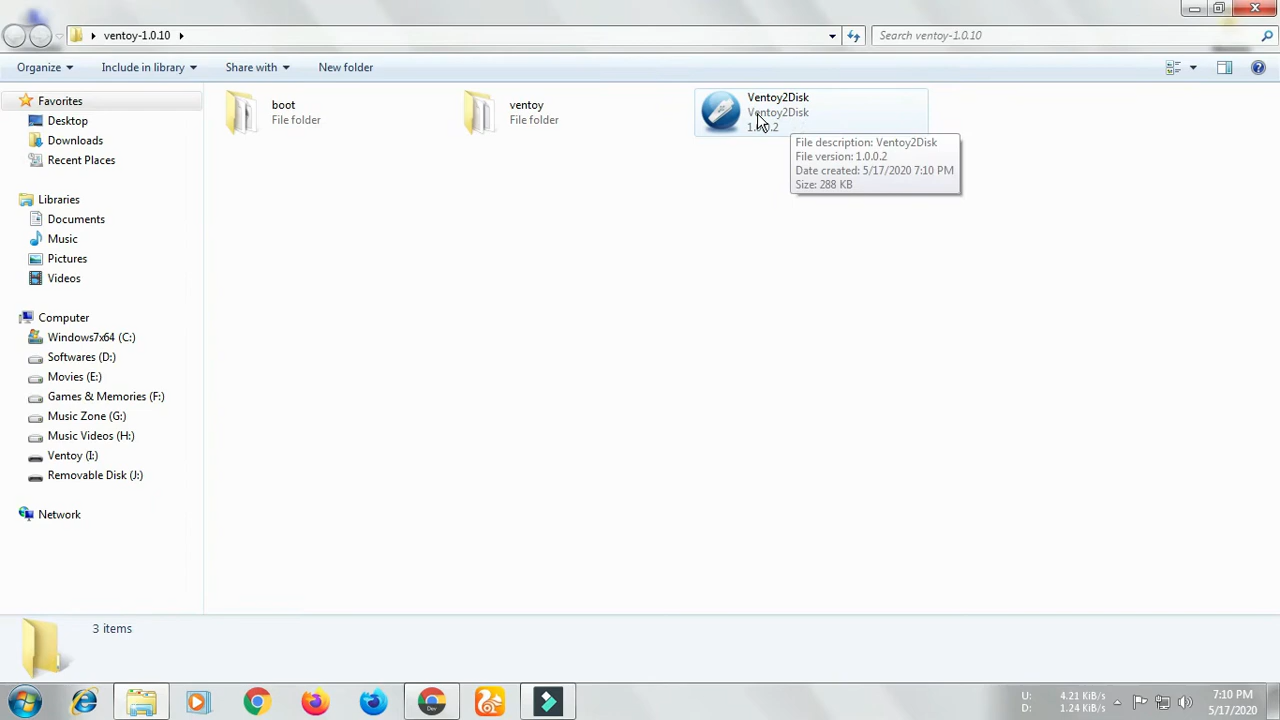 ventoy-1.0.10
Search ventoy-1.0.10
Organize
Include in library
Share with
New folder
Favorites
Desktop
Downloads
Recent Places
Libraries
Documents
Music
Pictures
Videos
Computer
Windows7x64 (C:)
Softwares (D:)
Movies (E:)
Games & Memories (F:)
Music Zone (G:)
Music Videos (H:)
Ventoy (I:)
Removable Disk (J:)
Network
boot
File folder
ventoy
File folder
Ventoy2Disk
Ventoy2Disk
File description: Ventoy2Disk
File version: 1.0.0.2
Date created: 5/17/2020 7:10 PM
Size: 288 KB
3 items
Dev
U: 4.21 KiB/s
D: 1.24 KiB/s
7:10 PM
5/17/2020